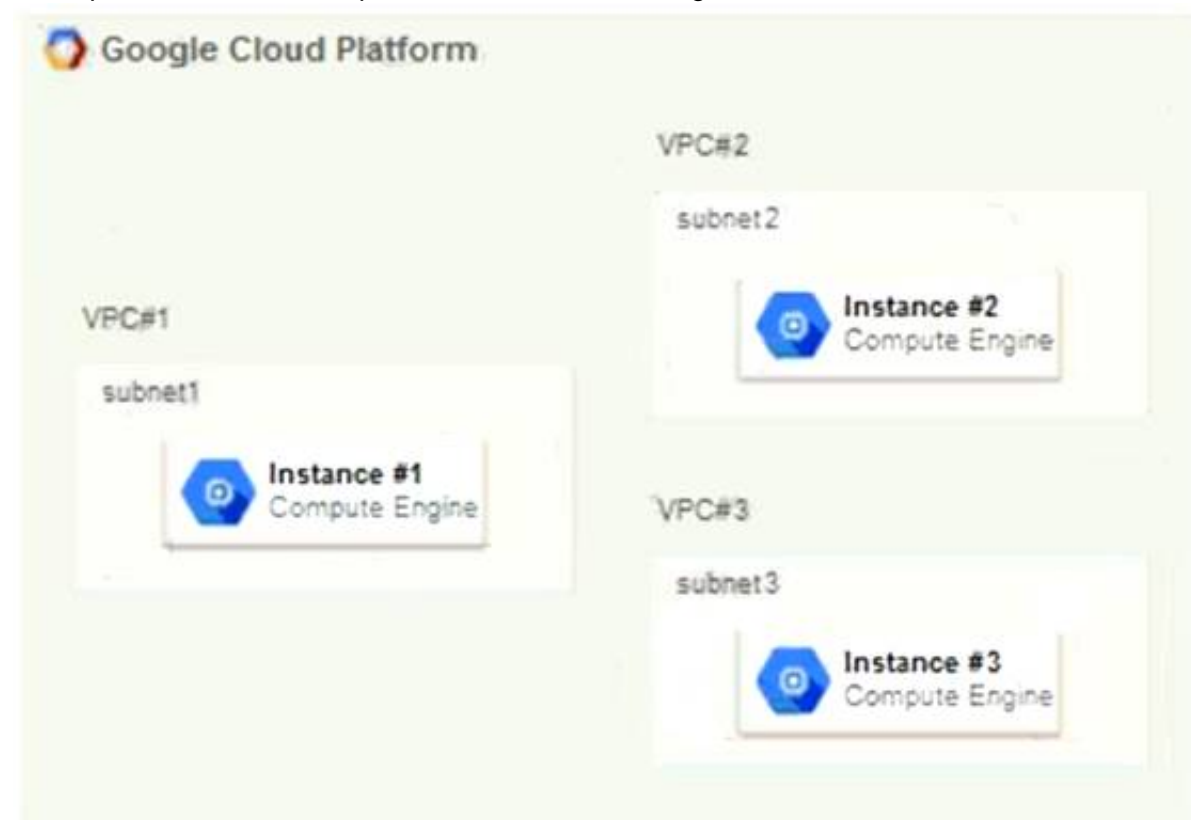 Google Cloud Platform
VPC#2
subnet2
Instance #2
Compute Engine
VPC#1
subnet1
Instance #1
Compute Engine
VPC#3
subnet3
Instance #3
Compute Engine